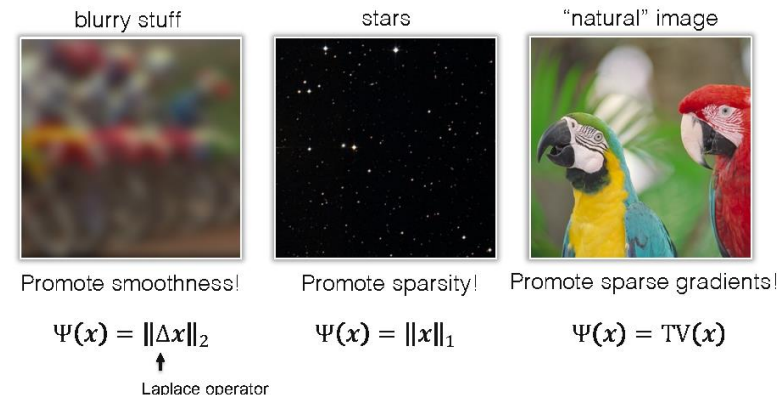 blurry stuff
stars
“natural” image
Promote smoothness!
Promote sparsity!
Promote sparse gradients!
Ψ(x) = ‖Δx‖₂
Ψ(x) = ‖x‖₁
Ψ(x) = TV(x)
Laplace operator